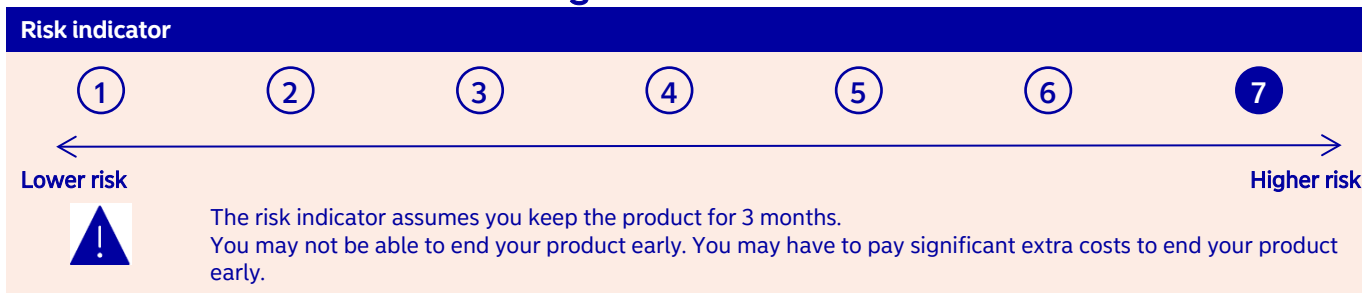 Risk indicator
1 2 3 4 5 6 7
Lower risk Higher risk
The risk indicator assumes you keep the product for 3 months.
You may not be able to end your product early. You may have to pay significant extra costs to end your product
early.